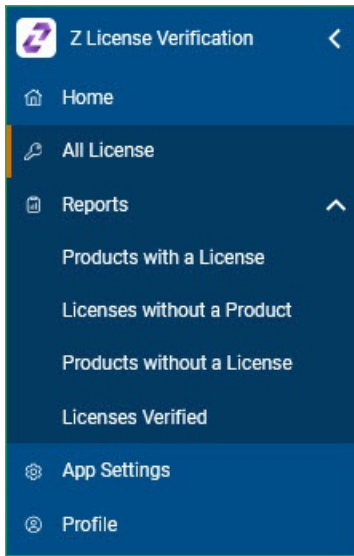 Z License Verification
Home
All License
Reports
Products with a License
Licenses without a Product
Products without a License
Licenses Verified
App Settings
Profile